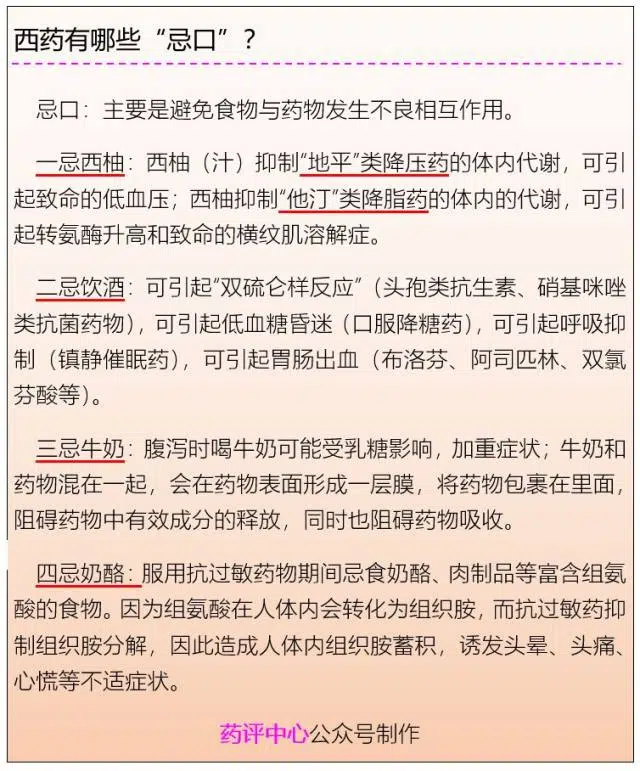 西药有哪些“忌口”？
忌口：主要是避免食物与药物发生不良相互作用。
一忌西柚：西柚（汁）抑制“地平”类降压药的体内代谢，可引
起致命的低血压；西柚抑制“他汀”类降脂药的体内的代谢，可引
起转氨酶升高和致命的横纹肌溶解症。
二忌饮酒：可引起“双硫仑样反应”（头孢类抗生素、硝基咪唑
类抗菌药物），可引起低血糖昏迷（口服降糖药），可引起呼吸抑
制（镇静催眠药），可引起胃肠出血（布洛芬、阿司匹林、双氯
芬酸等）。
三忌牛奶：腹泻时喝牛奶可能受乳糖影响，加重症状；牛奶和
药物混在一起，会在药物表面形成一层膜，将药物包裹在里面，
阻碍药物中有效成分的释放，同时也阻碍药物吸收。
四忌奶酪：服用抗过敏药物期间忌食奶酪、肉制品等富含组氨
酸的食物。因为组氨酸在人体内会转化为组织胺，而抗过敏药抑
制组织胺分解，因此造成人体内组织胺蓄积，诱发头晕、头痛、
心慌等不适症状。
药评中心公众号制作